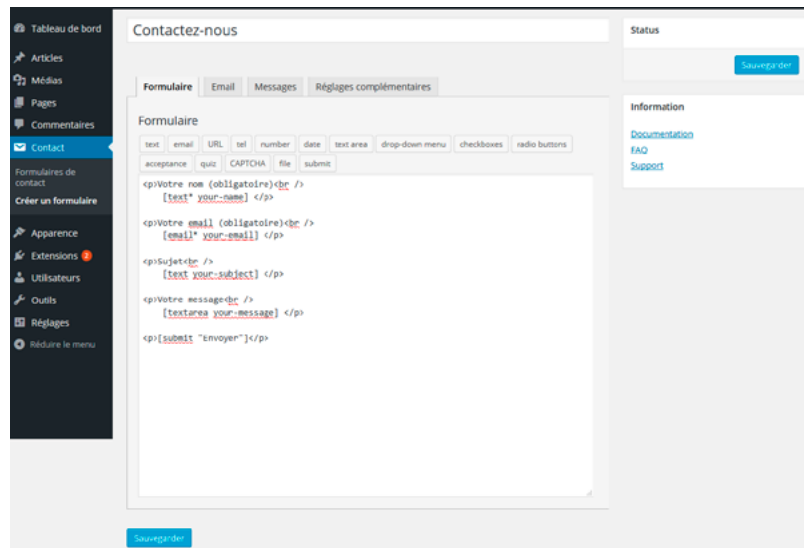 Tableau de bord
Articles
Médias
Pages
Commentaires
Contact
Formulaires de
contact
Créer un formulaire
Apparence
Extensions 2
Utilisateurs
Outils
Réglages
Réduire le menu
Contactez-nous
Formulaire Email Messages Réglages complémentaires
Formulaire
text email URL tel number date text area drop-down menu checkboxes radio buttons
acceptance quiz CAPTCHA file submit
<p>Votre nom (obligatoire)<br />
[text* your-name] </p>
<p>Votre email (obligatoire)<br />
[email* your-email] </p>
<p>Sujet<br />
[text your-subject] </p>
<p>Votre message<br />
[textarea your-message] </p>
<p>[submit "Envoyer"]</p>
Sauvegarder
Status
Sauvegarder
Information
Documentation
FAQ
Support